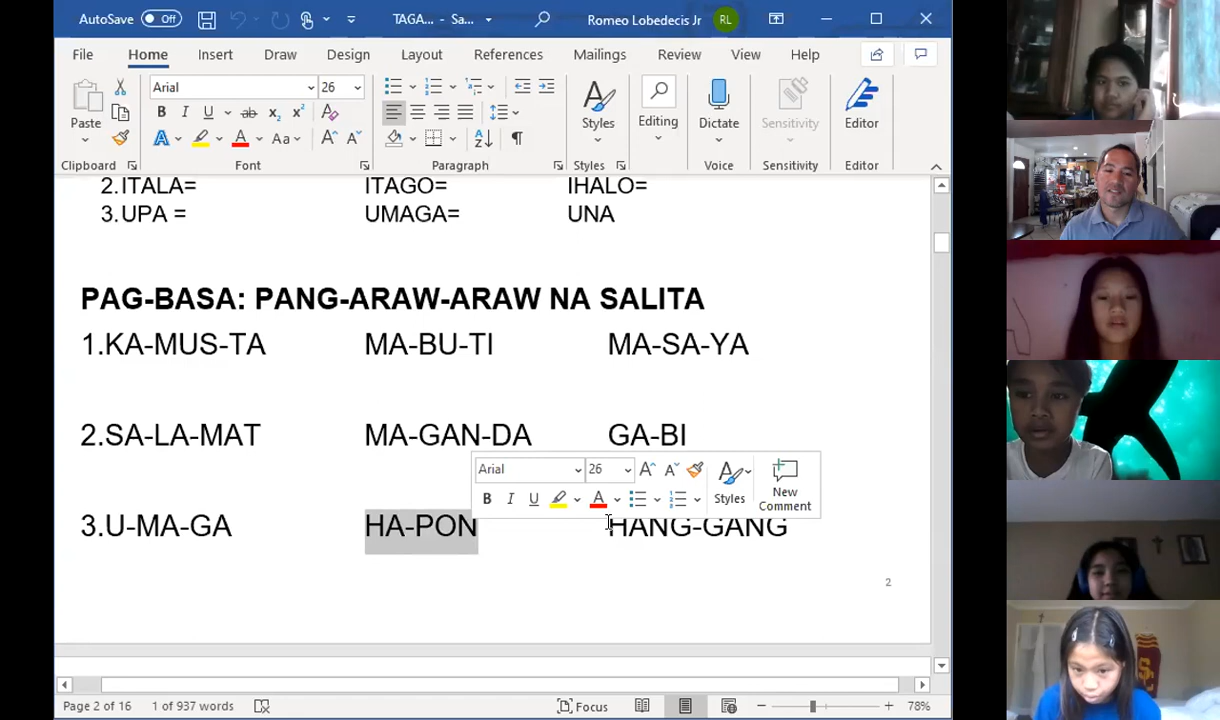 AutoSave Off TAGA... - Sa... Romeo Lobedecis Jr RL
File Home Insert Draw Design Layout References Mailings Review View Help
Arial 26
Paste Styles Editing Dictate Sensitivity Editor
Clipboard Font Paragraph Styles Voice Sensitivity Editor
2. ITALA= ITAGO= IHALO=
3. UPA = UMAGA= UNA
PAG-BASA: PANG-ARAW-ARAW NA SALITA
1.KA-MUS-TA MA-BU-TI MA-SA-YA
2.SA-LA-MAT MA-GAN-DA GA-BI
Arial 26 Styles New Comment
3.U-MA-GA HA-PON HANG-GANG
2
Page 2 of 16 1 of 937 words Focus 78%